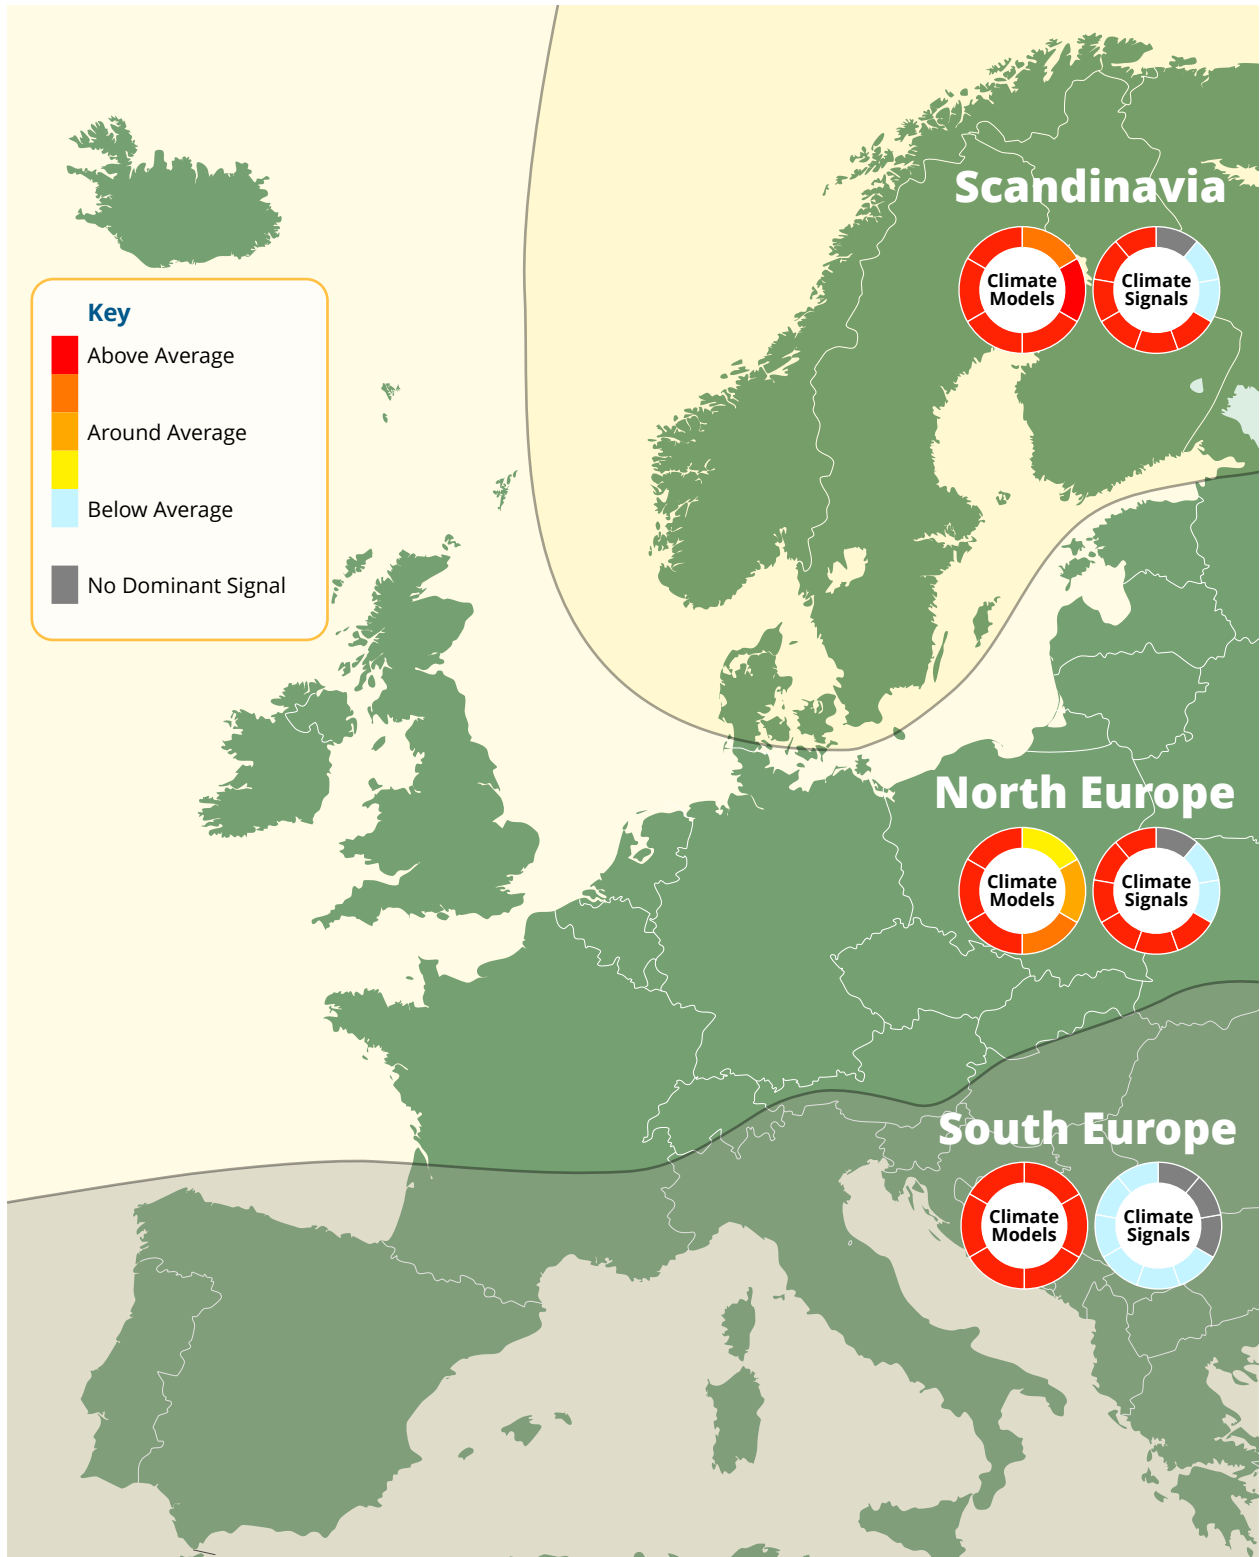 Scandinavia
Climate
Models
Climate
Signals
Key
Above Average
Around Average
Below Average
No Dominant Signal
North Europe
Climate
Models
Climate
Signals
South Europe
Climate
Models
Climate
Signals